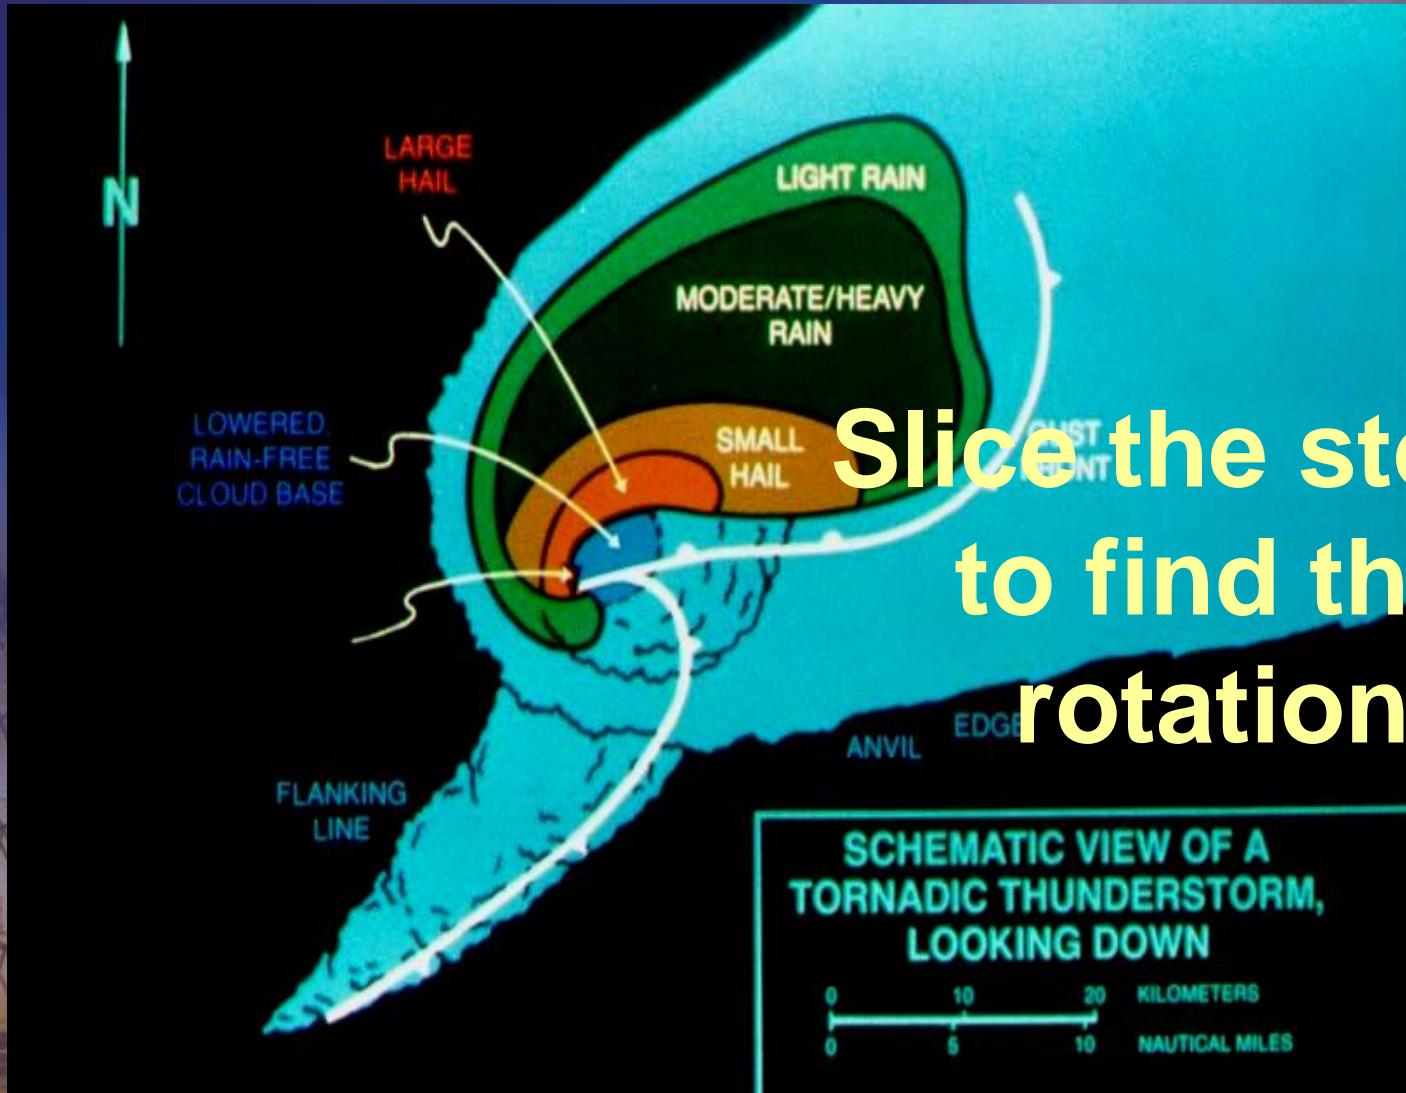 N
LARGE
HAIL
LIGHT RAIN
MODERATE/HEAVY
RAIN
LOWERED,
RAIN-FREE
CLOUD BASE
SMALL
HAIL
Slice the
to find
rotation
ANVIL EDGE
FLANKING
LINE
SCHEMATIC VIEW OF A
TORNADIC THUNDERSTORM,
LOOKING DOWN
0 10 20 KILOMETERS
0 5 10 NAUTICAL MILES